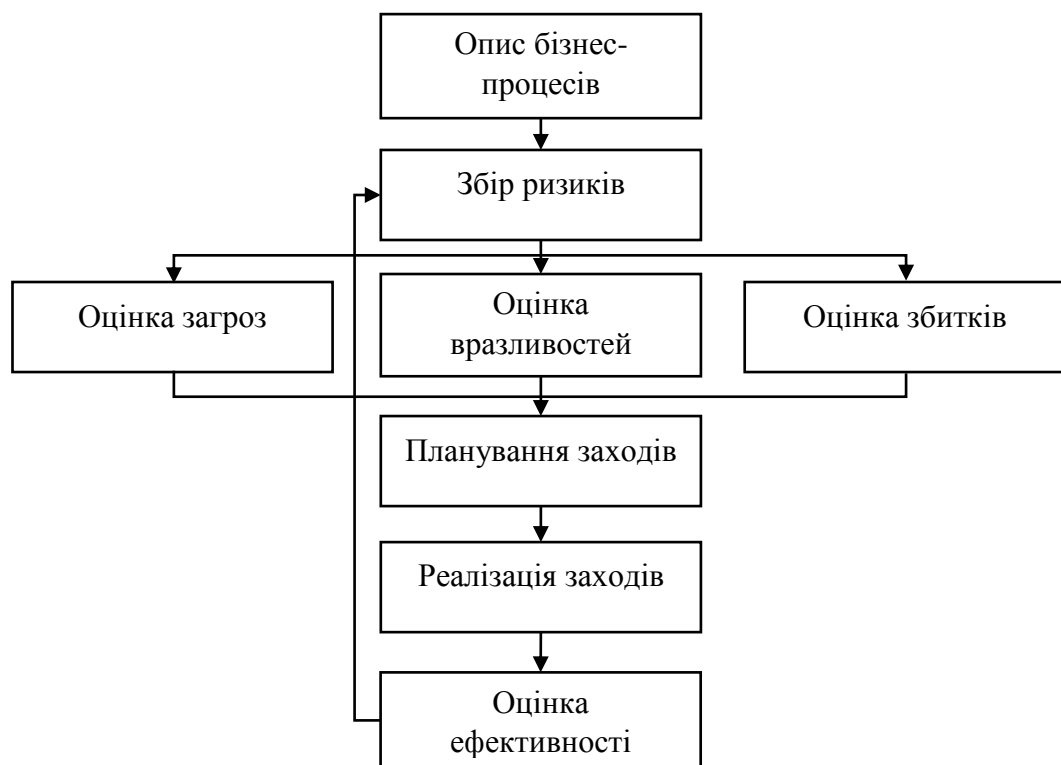 Опис бізнес-
процесів
Збір ризиків
Оцінка загроз
Оцінка
вразливостей
Оцінка збитків
Планування заходів
Реалізація заходів
Оцінка
ефективності